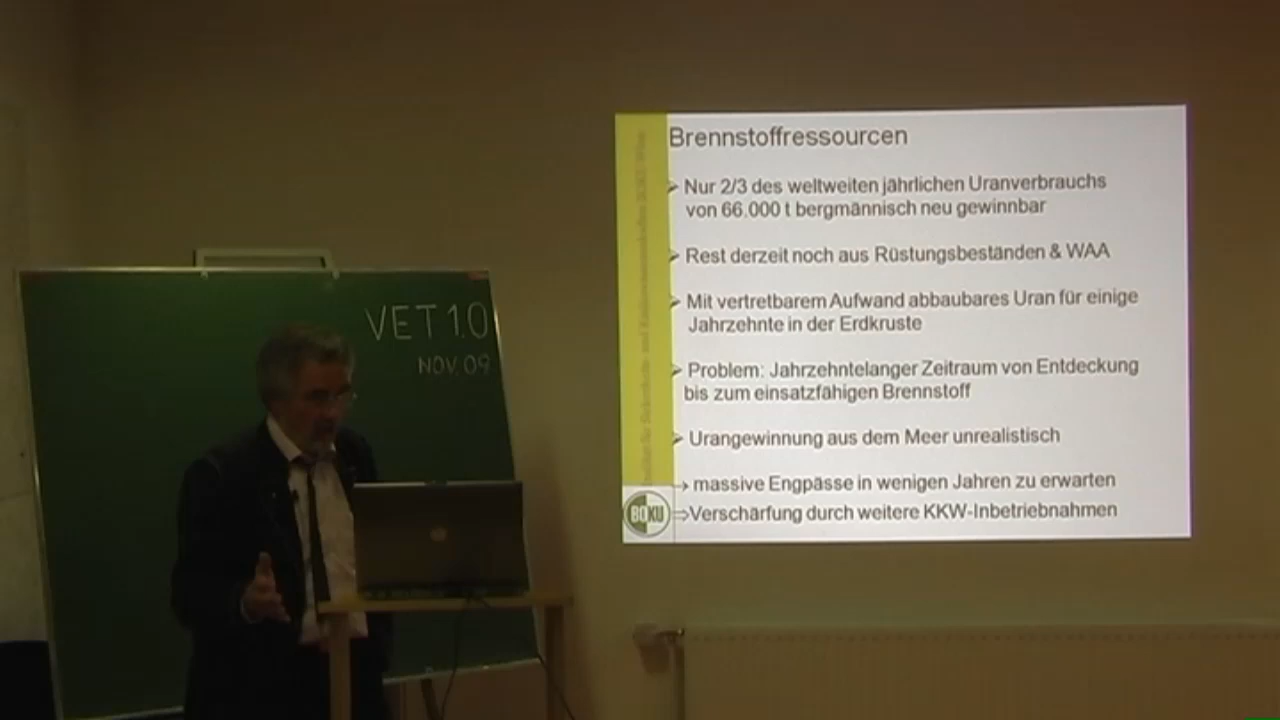 VET 1.0
NOV. 09
Brennstoffressourcen
➢ Nur 2/3 des weltweiten jährlichen Uranverbrauchs
von 66.000 t bergmännisch neu gewinnbar
➢ Rest derzeit noch aus Rüstungsbeständen & WAA
➢ Mit vertretbarem Aufwand abbaubares Uran für einige
Jahrzehnte in der Erdkruste
➢ Problem: Jahrzehntelanger Zeitraum von Entdeckung
bis zum einsatzfähigen Brennstoff
➢ Urangewinnung aus dem Meer unrealistisch
→ massive Engpässe in wenigen Jahren zu erwarten
⇒Verschärfung durch weitere KKW-Inbetriebnahmen
BOKU